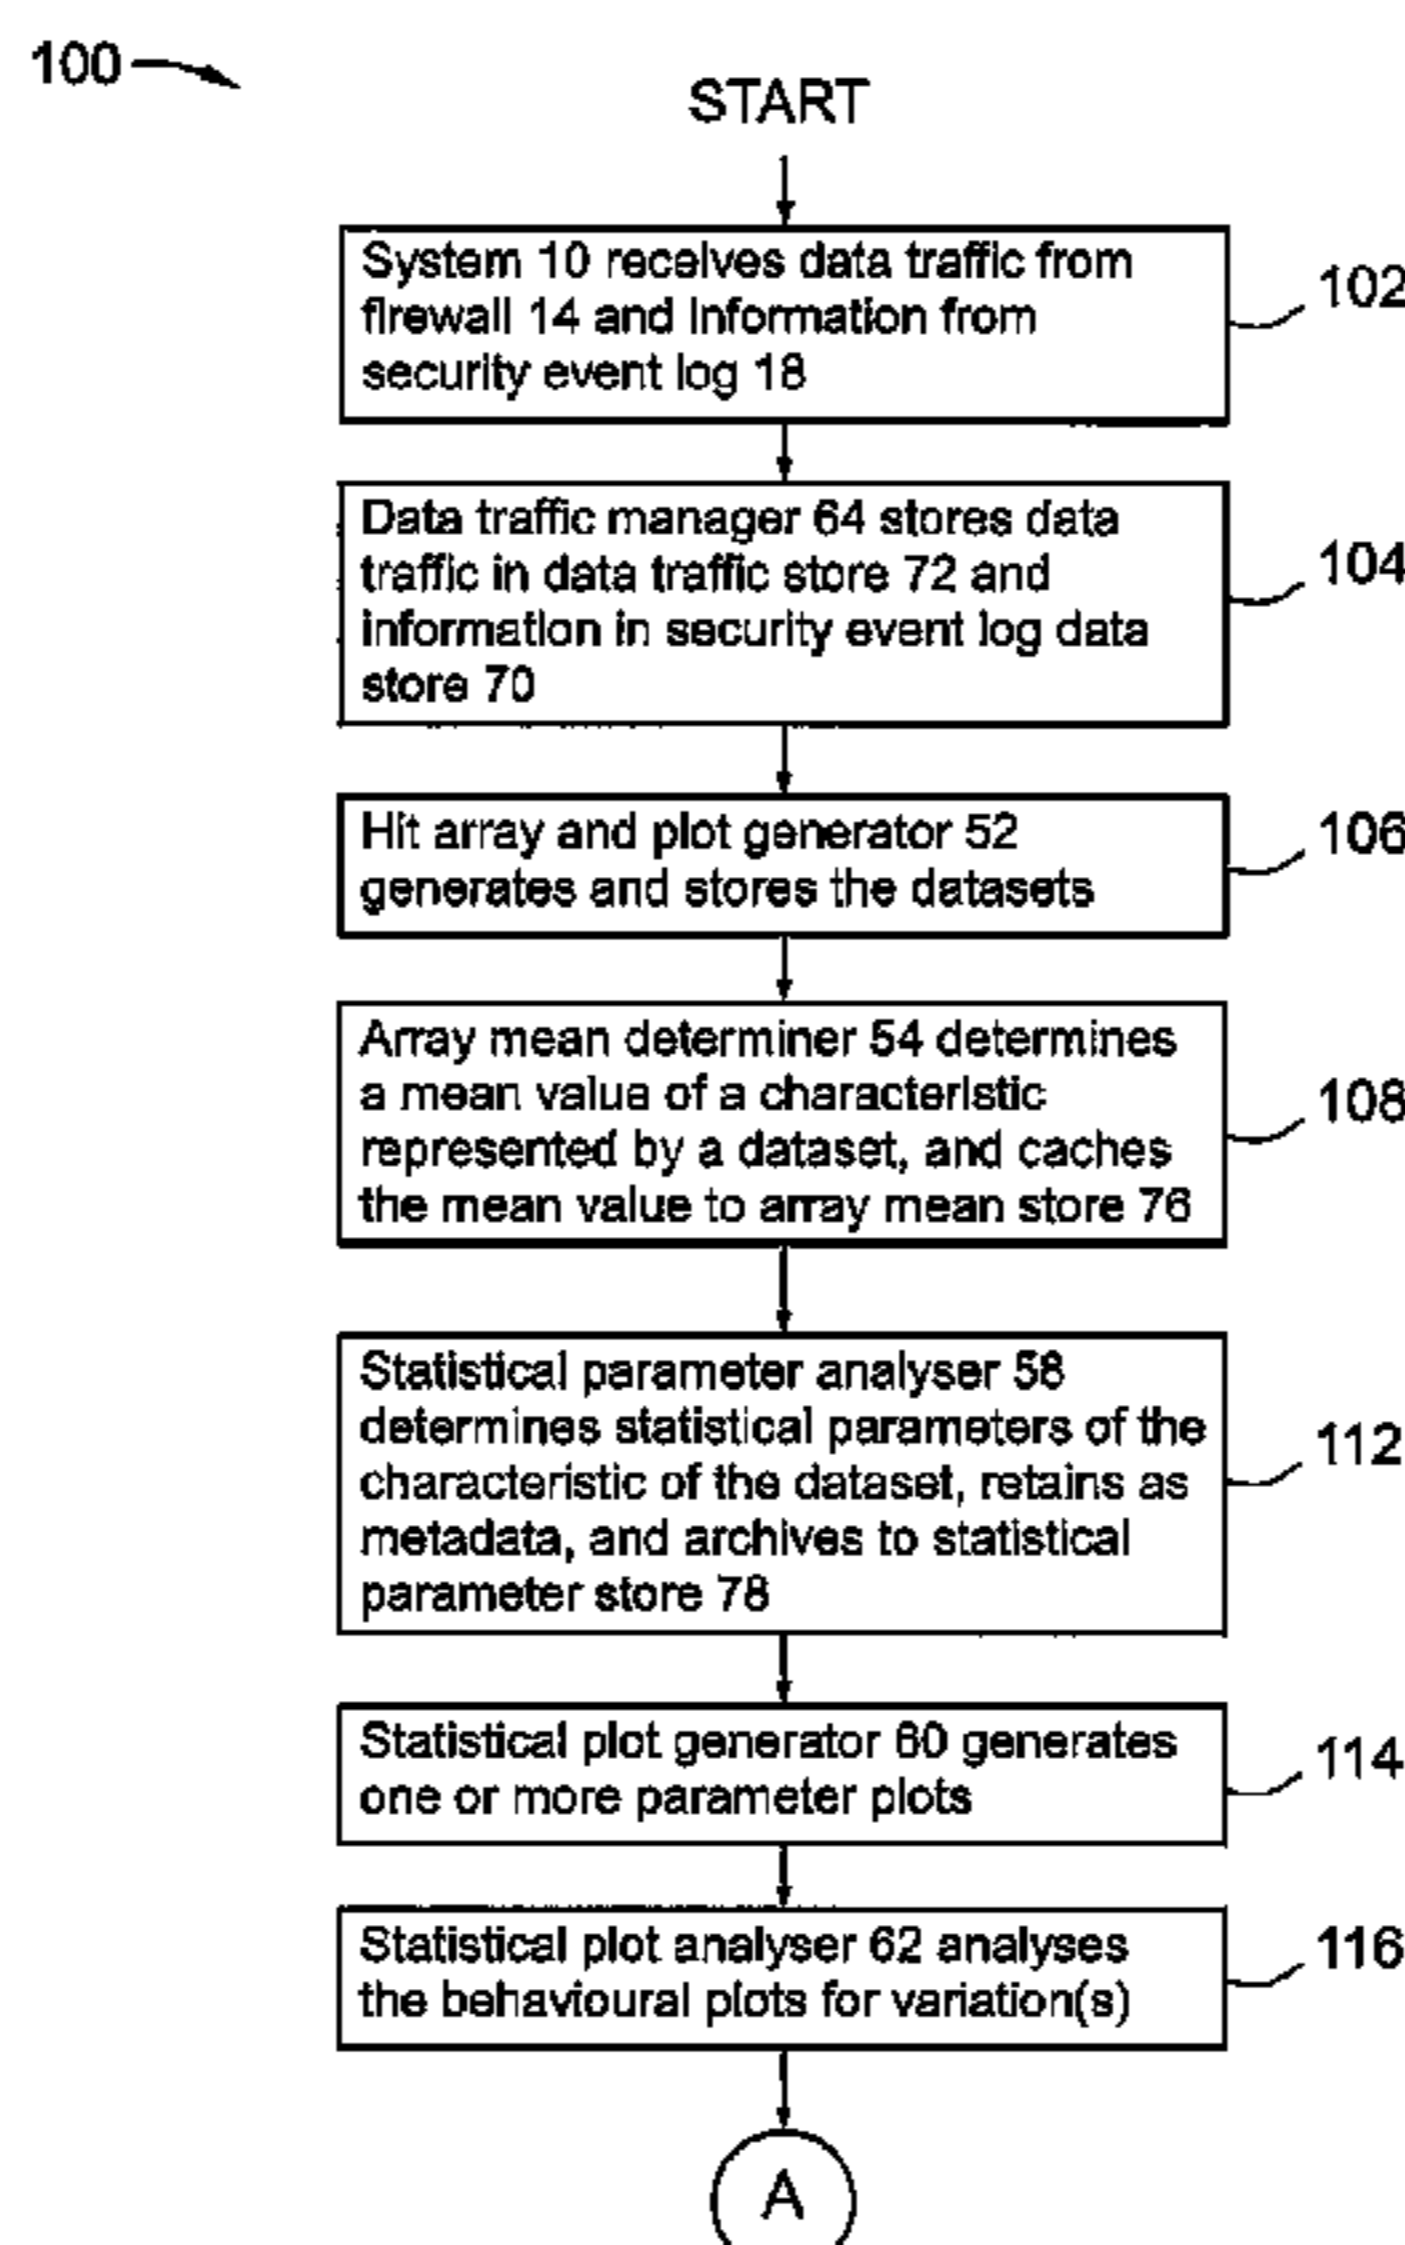 100
START
System 10 receives data traffic from
firewall 14 and information from
security event log 18
102
Data traffic manager 64 stores data
traffic in data traffic store 72 and
information in security event log data
store 70
104
Hit array and plot generator 52
generates and stores the datasets
106
Array mean determiner 54 determines
a mean value of a characteristic
represented by a dataset, and caches
the mean value to array mean store 76
108
Statistical parameter analyser 58
determines statistical parameters of the
characteristic of the dataset, retains as
metadata, and archives to statistical
parameter store 78
112
Statistical plot generator 60 generates
one or more parameter plots
114
Statistical plot analyser 62 analyses
the behavioural plots for variation(s)
116
A